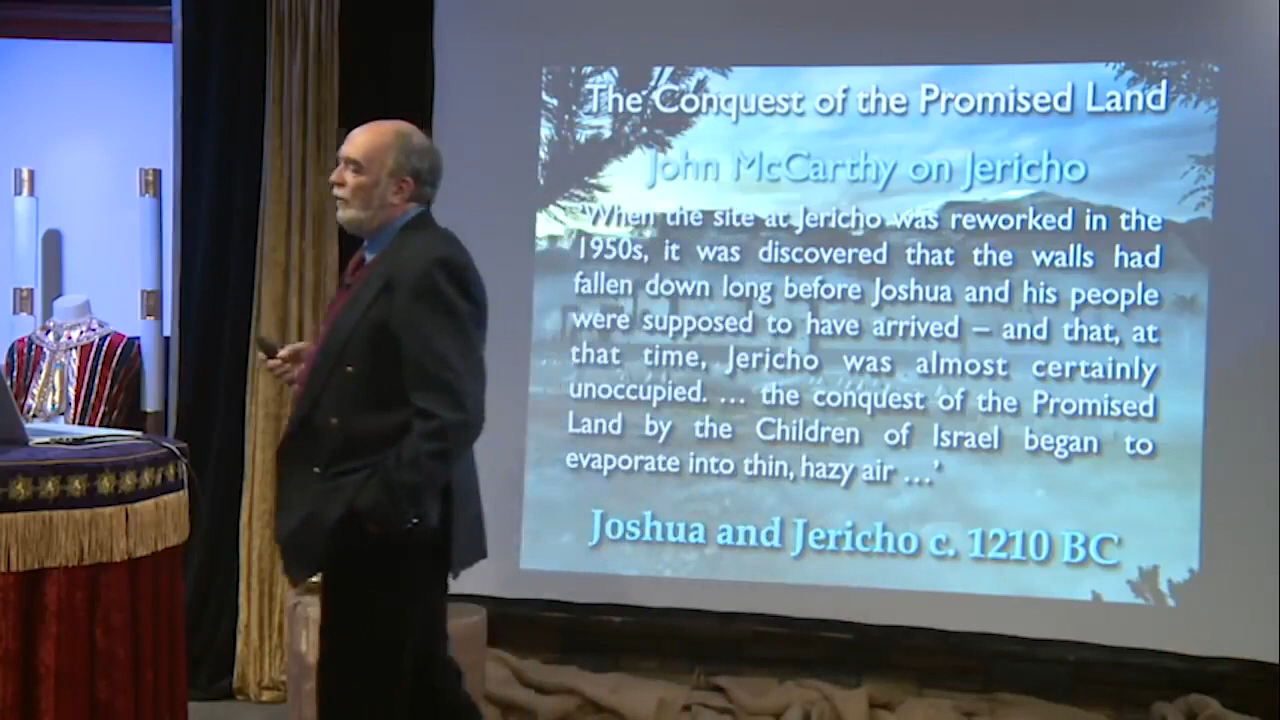 The Conquest of the Promised Land
John McCarthy on Jericho
'When the site at Jericho was reworked in the
1950s, it was discovered that the walls had
fallen down long before Joshua and his people
were supposed to have arrived – and that, at
that time, Jericho was almost certainly
unoccupied. … the conquest of the Promised
Land by the Children of Israel began to
evaporate into thin, hazy air …'
Joshua and Jericho c. 1210 BC